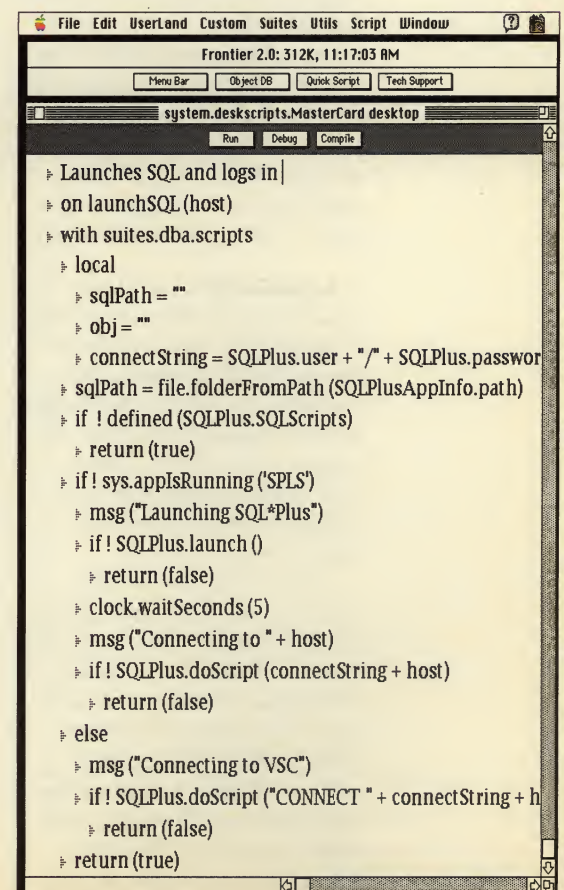 File Edit UserLand Custom Suites Utils Script Window
Frontier 2.0: 312K, 11:17:03 AM
Menu Bar Object DB Quick Script Tech Support
system.deskscripts.MasterCard desktop
Run Debug Compile
Launches SQL and logs in
on launchSQL (host)
with suites.dba.scripts
local
sqlPath = ""
obj = ""
connectString = SQLPlus.user + "/" + SQLPlus.passwor
sqlPath = file.folderFromPath (SQLPlusAppInfo.path)
if ! defined (SQLPlus.SQLScripts)
return (true)
if ! sys.appIsRunning ('SPLS')
msg ("Launching SQL*Plus")
if ! SQLPlus.launch ()
return (false)
clock.waitSeconds (5)
msg ("Connecting to " + host)
if ! SQLPlus.doScript (connectString + host)
return (false)
else
msg ("Connecting to VSC")
if ! SQLPlus.doScript ("CONNECT " + connectString + h
return (false)
return (true)